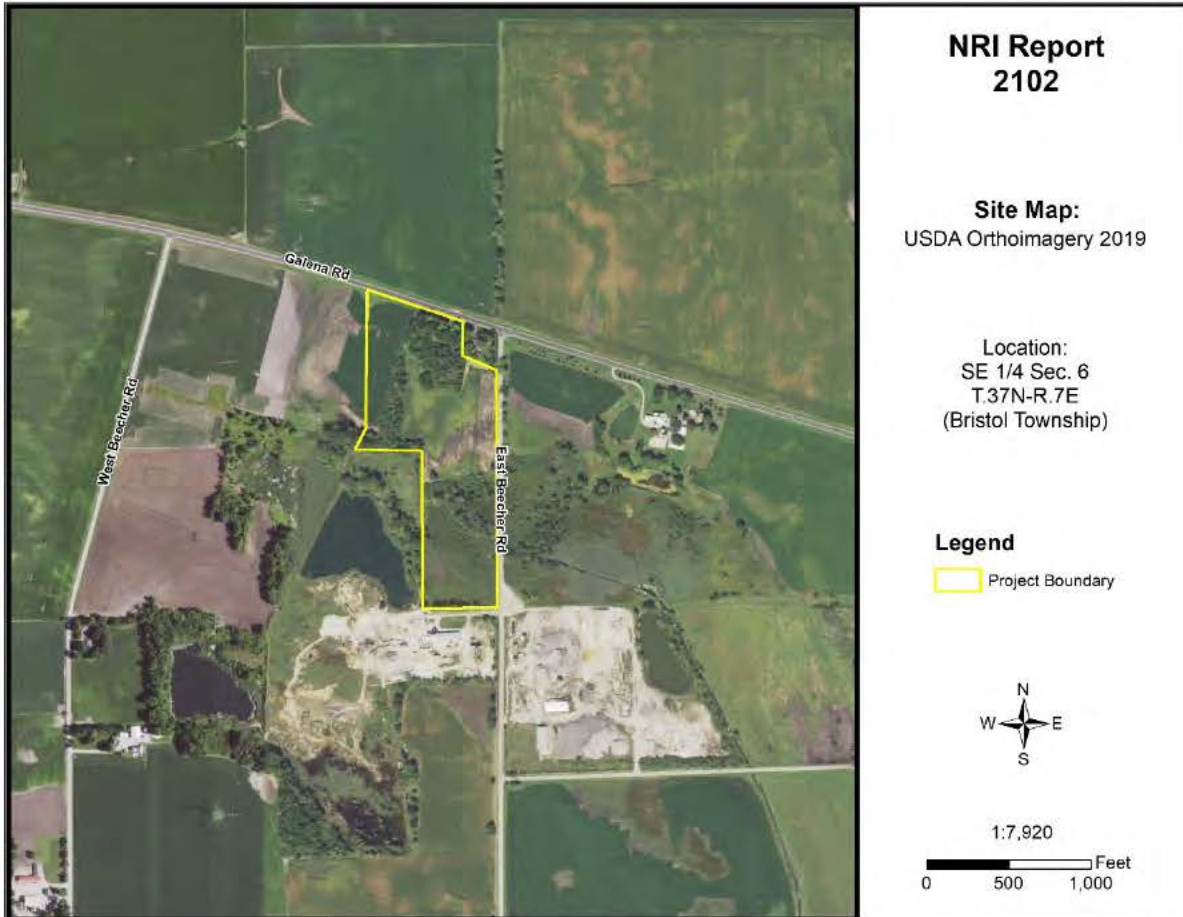 NRI Report
2102
Site Map:
USDA Orthoimagery 2019
Location:
SE 1/4 Sec. 6
T.37N-R.7E
(Bristol Township)
Legend
Project Boundary
N
W E
S
1:7,920
Feet
0 500 1,000
Galena Rd
West Beecher Rd
East Beecher Rd